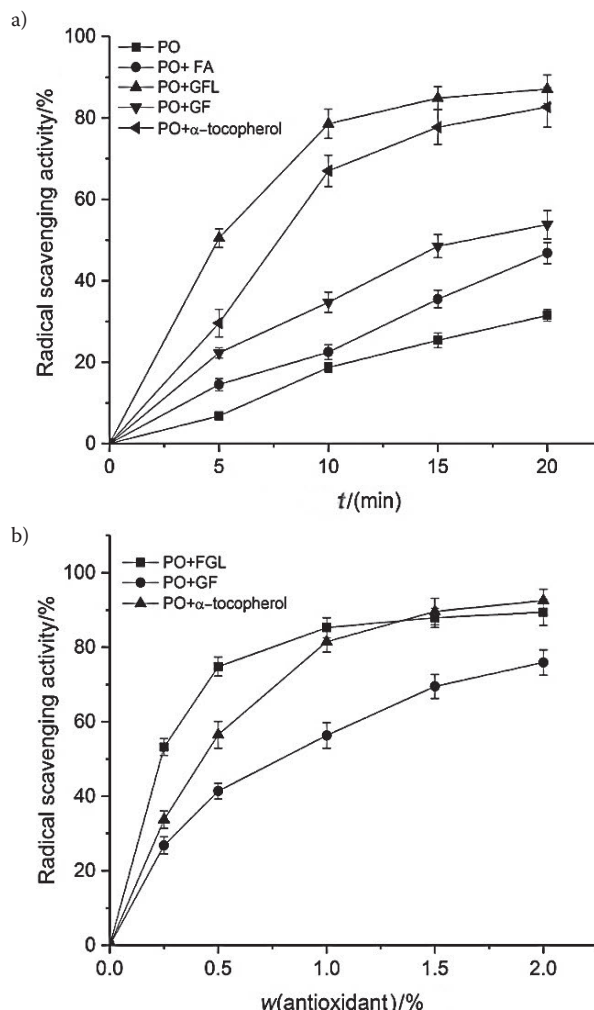 a)
100
80
60
40
20
0
Radical scavenging activity/%
PO
PO+ FA
PO+GFL
PO+GF
PO+α-tocopherol
0 5 10 15 20
t/(min)
b)
100
80
60
40
20
0
Radical scavenging activity/%
PO+FGL
PO+GF
PO+α-tocopherol
0.0 0.5 1.0 1.5 2.0
w(antioxidant)/%